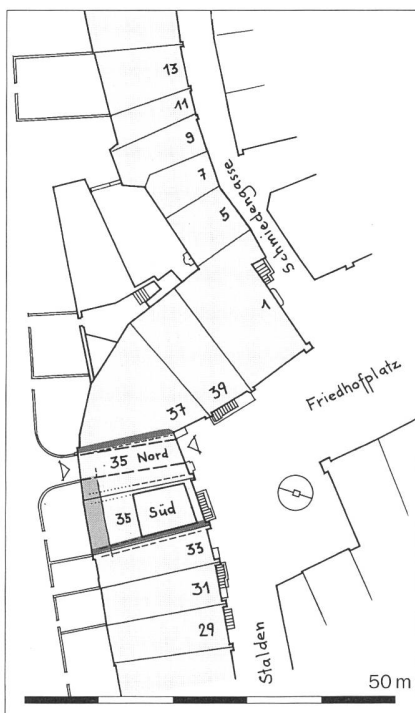 13
11
9
7
5
Schmiedengasse
1
39
Friedhofplatz
37
35 Nord
35 Süd
33
31
29
Stalden
50 m